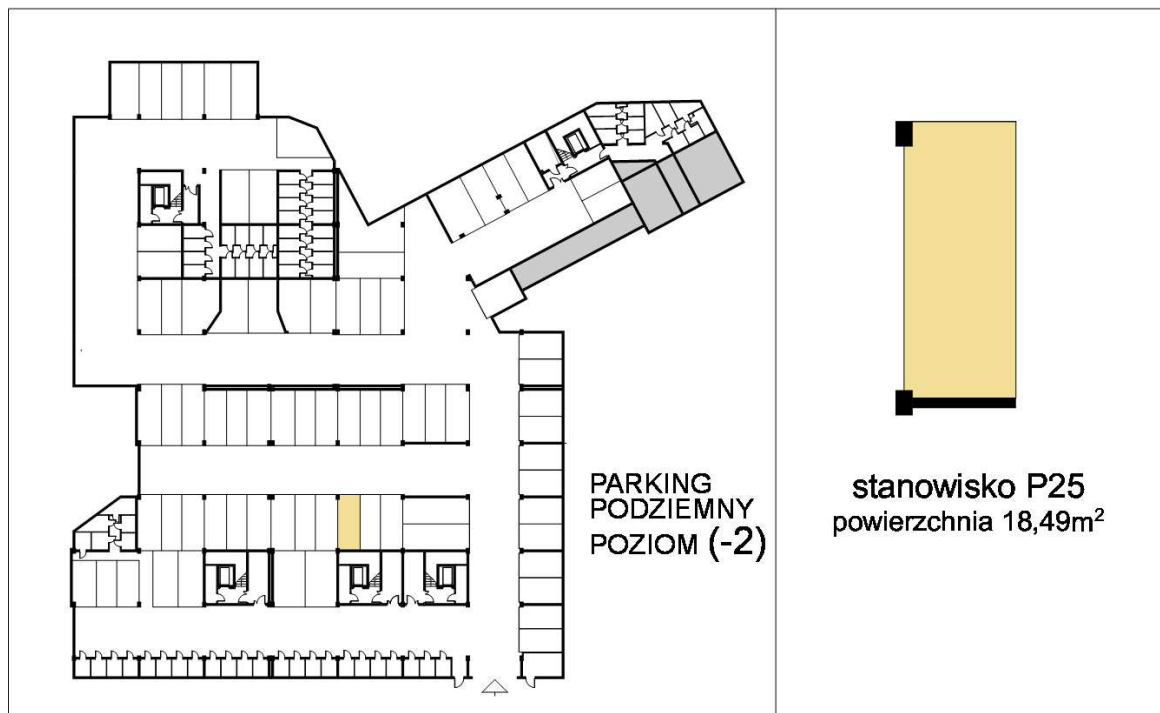 PARKING
PODZIEMNY
POZIOM (-2)
stanowisko P25
powierzchnia 18,49m²